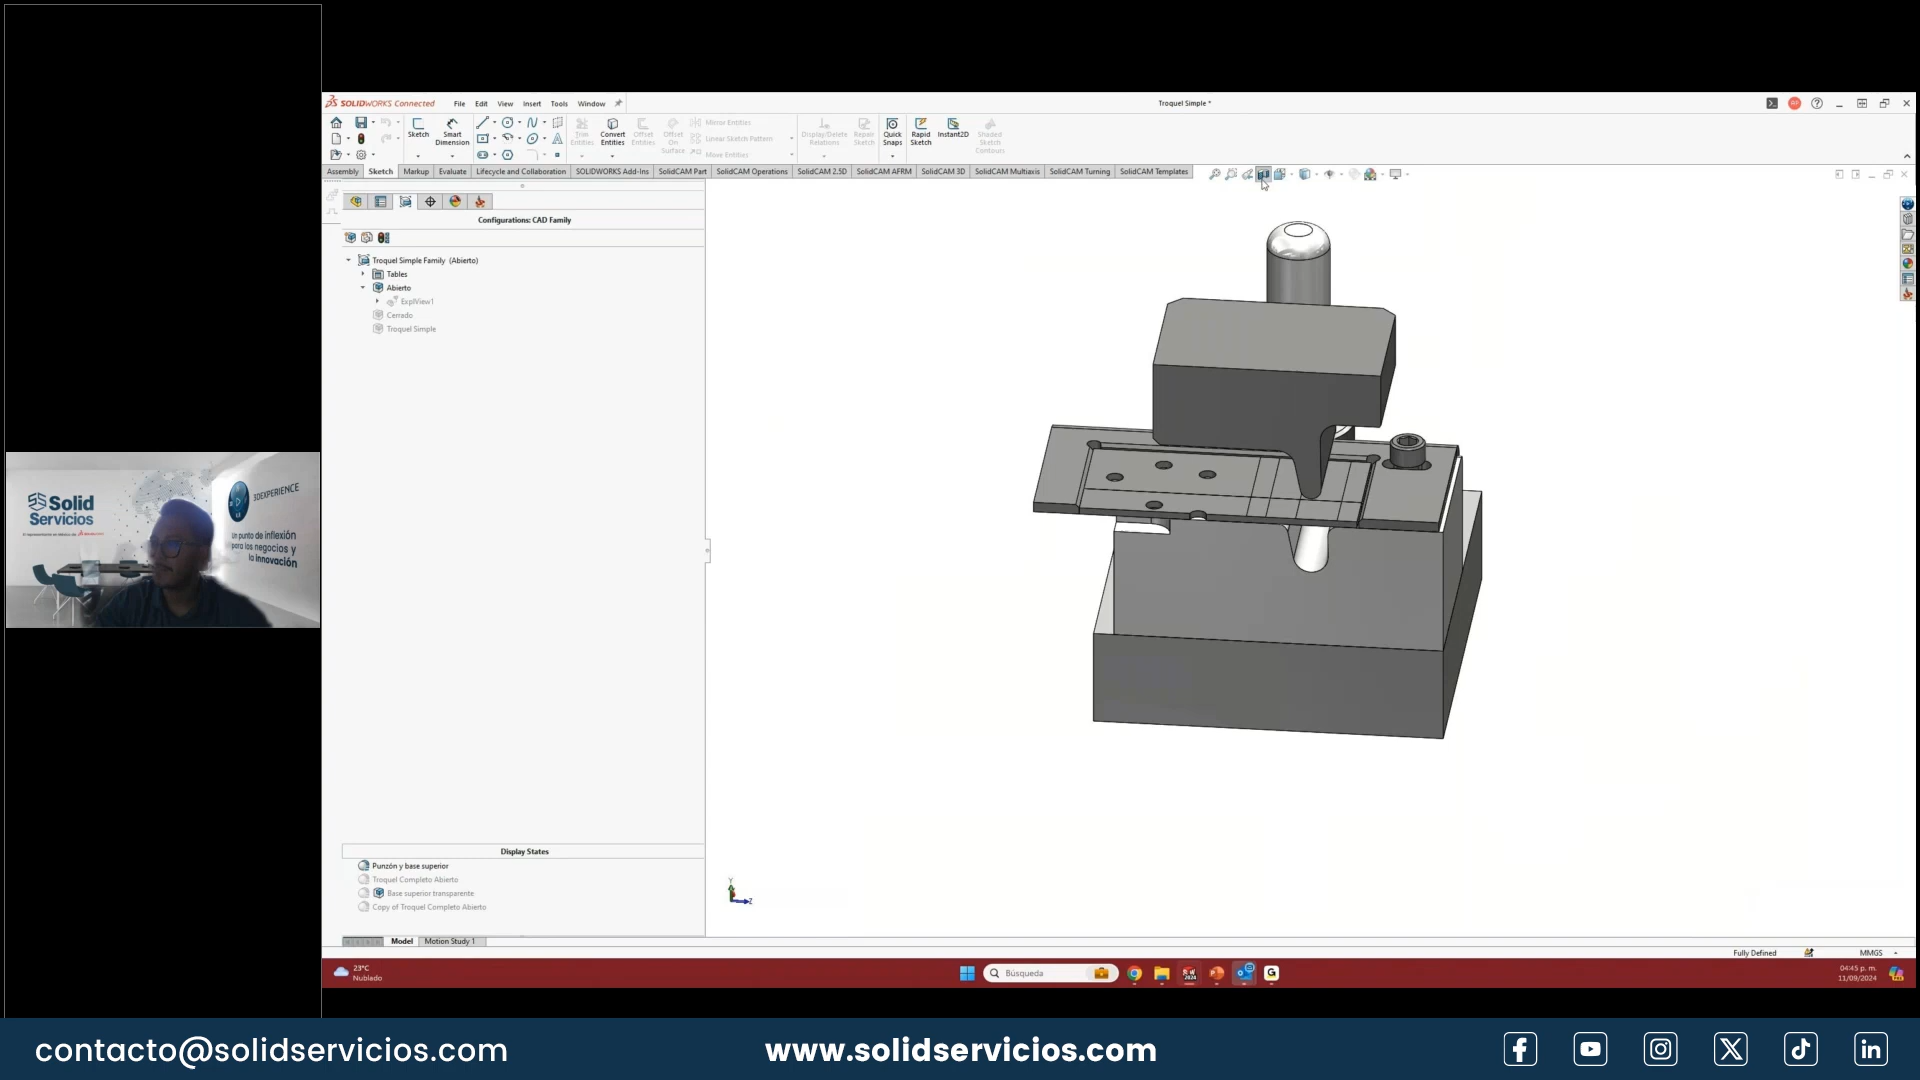 SOLIDWORKS Connected
File Edit View Insert Tools Window
Troquel Simple *
Sketch
Smart Dimension
Trim Entities
Convert Entities
Offset Entities
Offset On Surface
Mirror Entities
Linear Sketch Pattern
Move Entities
Display/Delete Relations
Repair Sketch
Quick Snaps
Rapid Sketch
Instant2D
Shaded Sketch Contours
Assembly Sketch Markup Evaluate Lifecycle and Collaboration SOLIDWORKS Add-Ins SolidCAM Part SolidCAM Operations SolidCAM 2.5D SolidCAM AFRM SolidCAM 3D SolidCAM Multiaxis SolidCAM Turning SolidCAM Templates
Configurations: CAD Family
Troquel Simple Family (Abierto)
Tables
Abierto
ExplView1
Cerrado
Troquel Simple
Solid Servicios
3DEXPERIENCE
Un punto de inflexión
para los negocios y
la innovación
Display States
Punzón y base superior
Troquel Completo Abierto
Base superior transparente
Copy of Troquel Completo Abierto
Y
Z
Model Motion Study 1
Fully Defined
MMGS
23°C
Nublado
Búsqueda
04:45 p. m.
11/09/2024
contacto@solidservicios.com
www.solidservicios.com